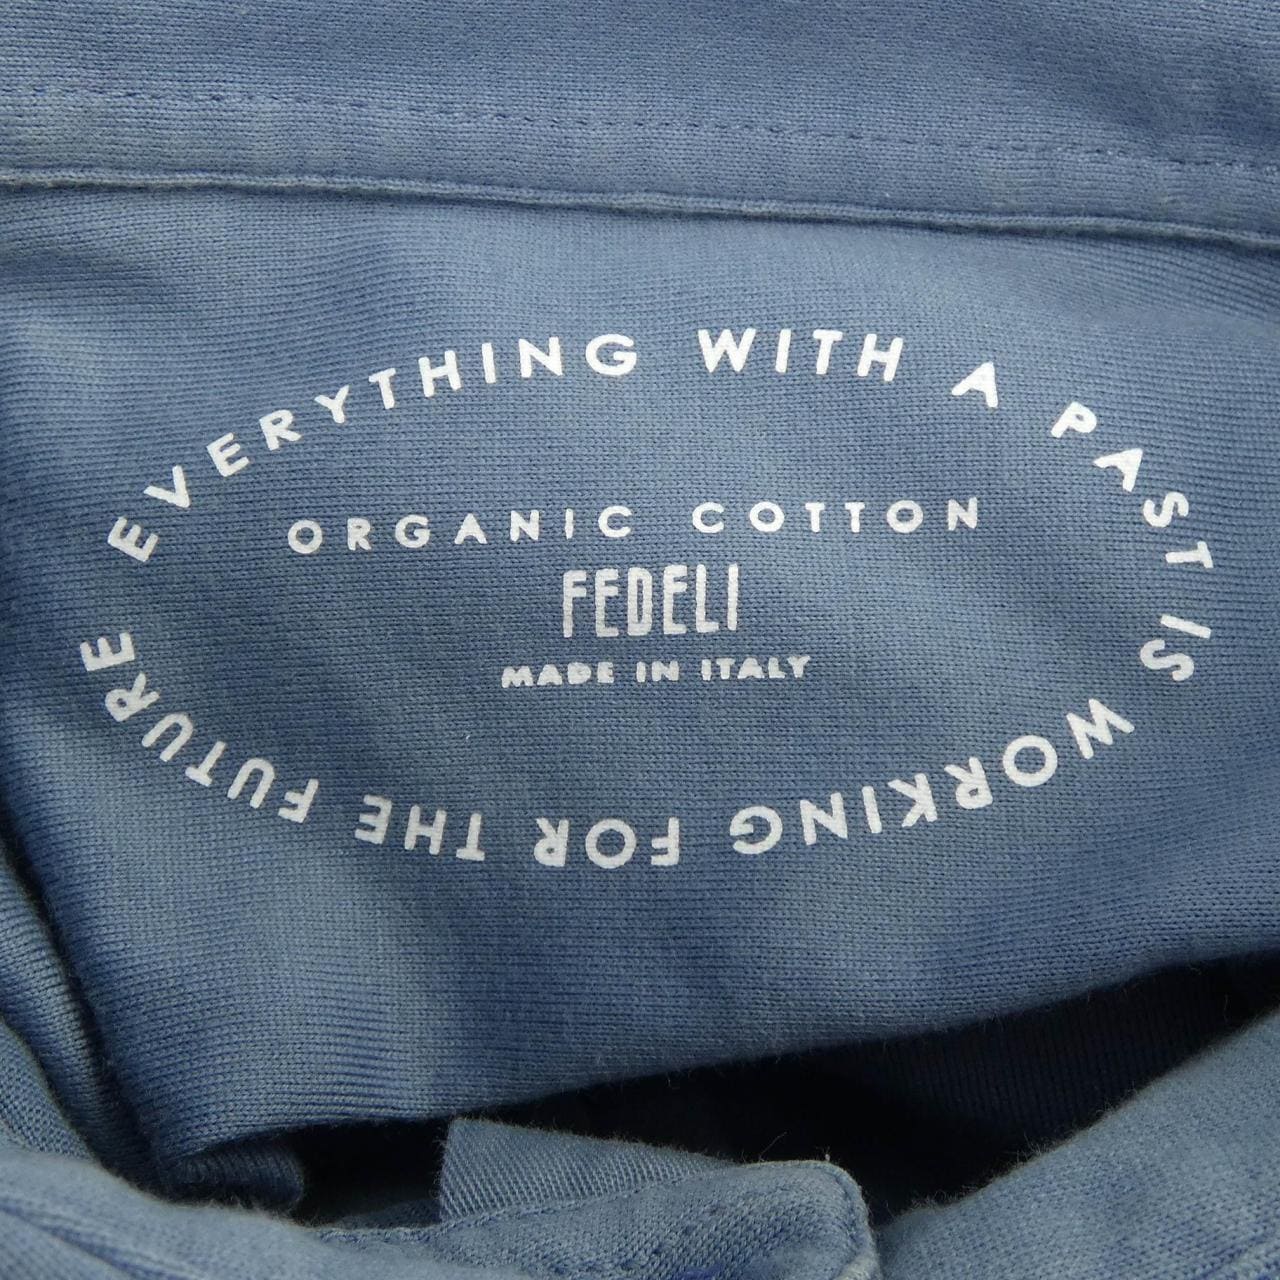 EVERYTHING WITH A PAST IS WORKING FOR THE FUTURE
ORGANIC COTTON
FEDELI
MADE IN ITALY